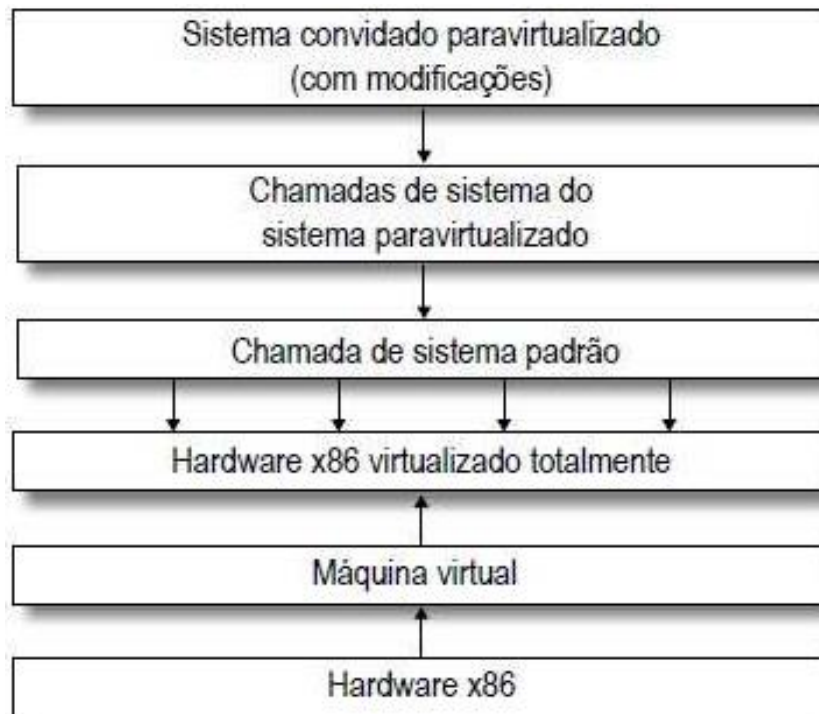 Sistema convidado paravirtualizado
(com modificações)
Chamadas de sistema do
sistema paravirtualizado
Chamada de sistema padrão
Hardware x86 virtualizado totalmente
Máquina virtual
Hardware x86